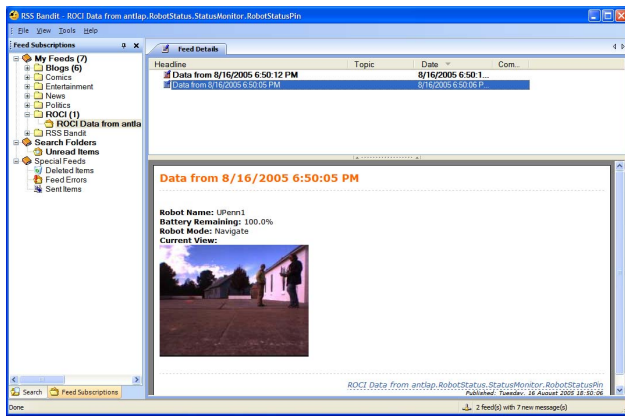 RSS Bandit - ROCI Data from antlap.RobotStatus.StatusMonitor.RobotStatusPin
File View Tools Help
Feed Subscriptions
My Feeds (7)
Blogs (6)
Comics
Entertainment
News
Politics
ROCI (1)
ROCI Data from antla
RSS Bandit
Search Folders
Unread Items
Special Feeds
Deleted Items
Feed Errors
Sent Items
Search Feed Subscriptions
Feed Details
Headline Topic Date Com...
Data from 8/16/2005 6:50:12 PM 8/16/2005 6:50:1...
Data from 8/16/2005 6:50:05 PM 8/16/2005 6:50:06 P...
Data from 8/16/2005 6:50:05 PM
Robot Name: UPenn1
Battery Remaining: 100.0%
Robot Mode: Navigate
Current View:
ROCI Data from antlap.RobotStatus.StatusMonitor.RobotStatusPin
Published: Tuesday, 16 August 2005 18:50:06
Done 2 feed(s) with 7 new message(s)